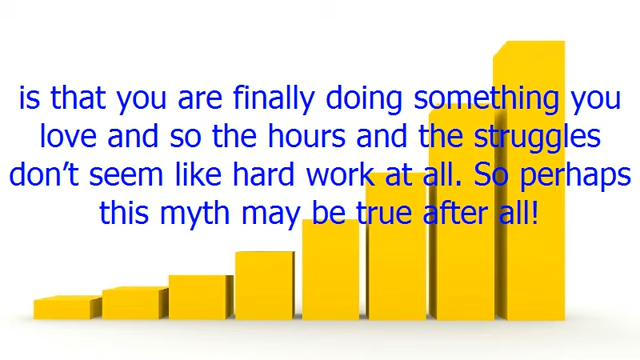 is that you are finally doing something you
love and so the hours and the struggles
don’t seem like hard work at all. So perhaps
this myth may be true after all!